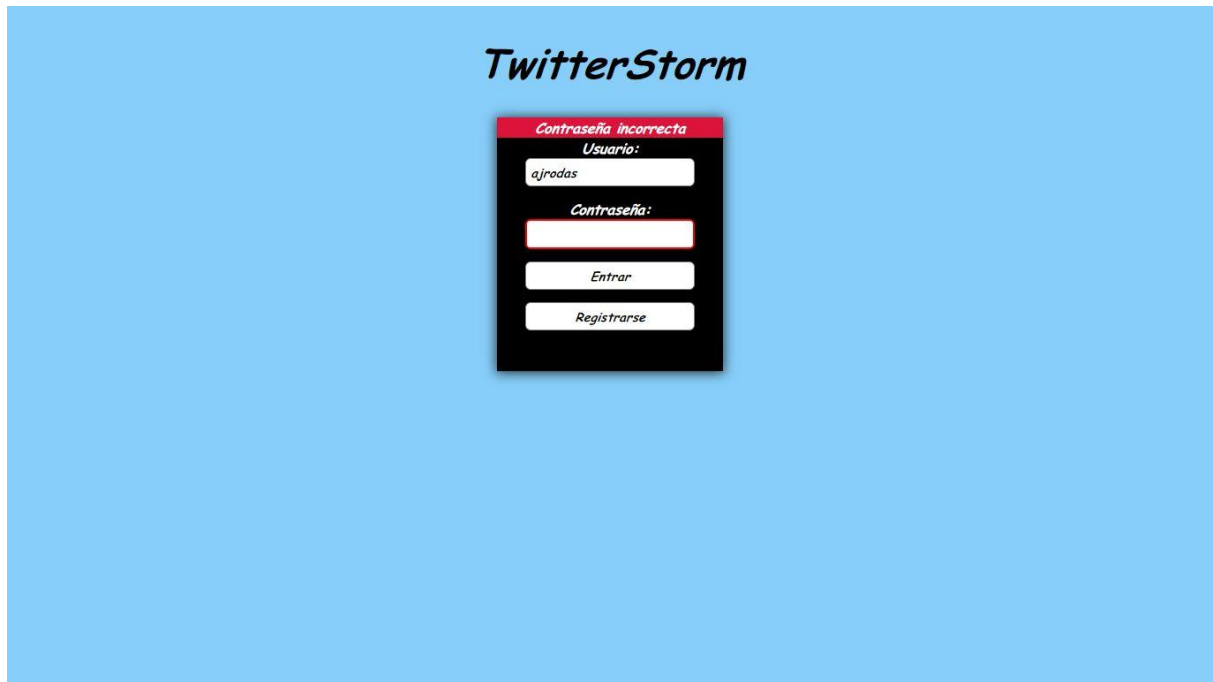 TwitterStorm
Contraseña incorrecta
Usuario:
ajrodas
Contraseña:
Entrar
Registrarse